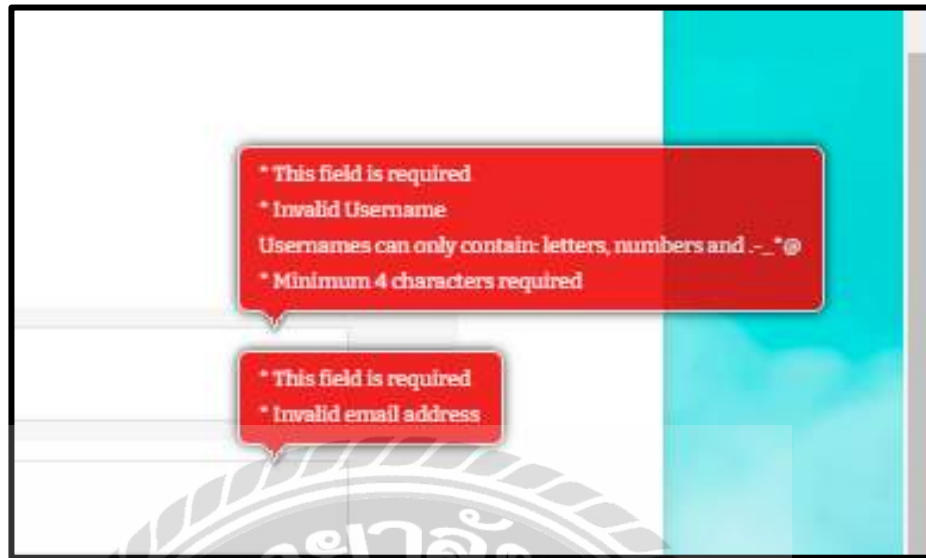 * This field is required
* Invalid Username
Usernames can only contain: letters, numbers and .-_*@
* Minimum 4 characters required
* This field is required
* Invalid email address